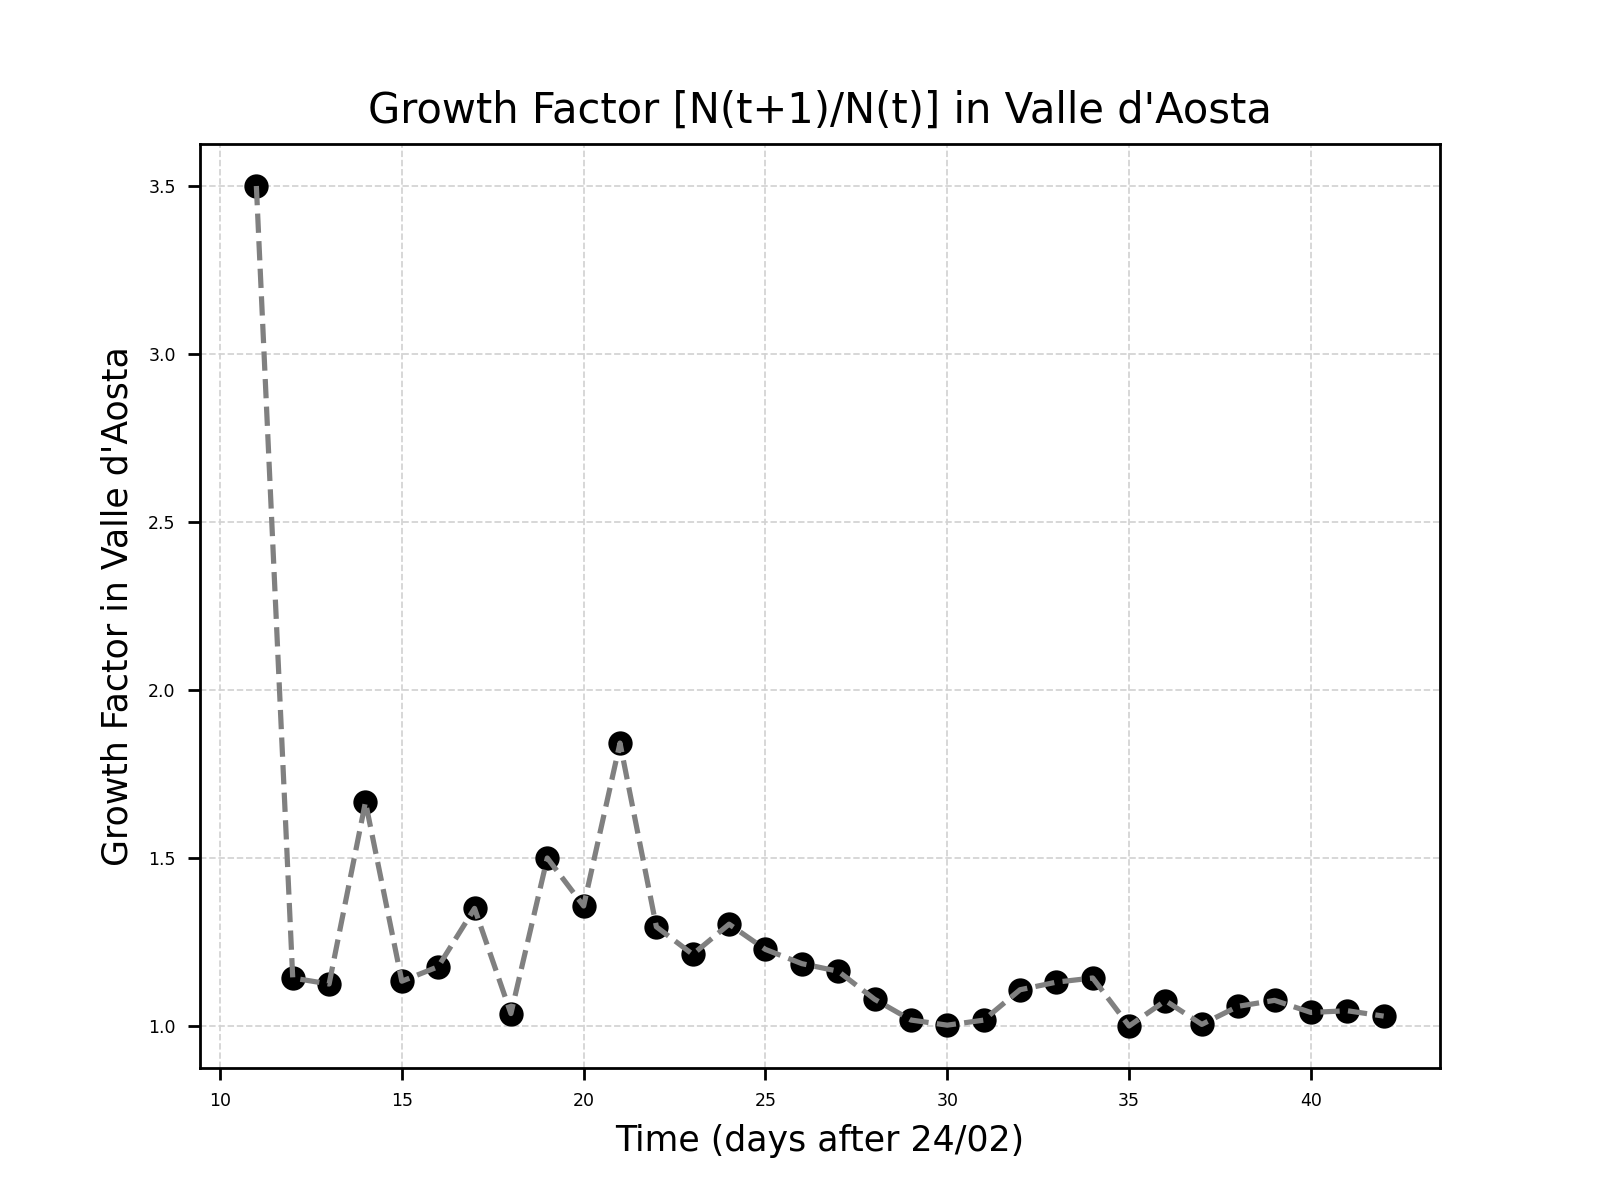 Growth Factor [N(t+1)/N(t)] in Valle d'Aosta
Growth Factor in Valle d'Aosta
3.5
3.0
2.5
2.0
1.5
1.0
10 15 20 25 30 35 40
Time (days after 24/02)